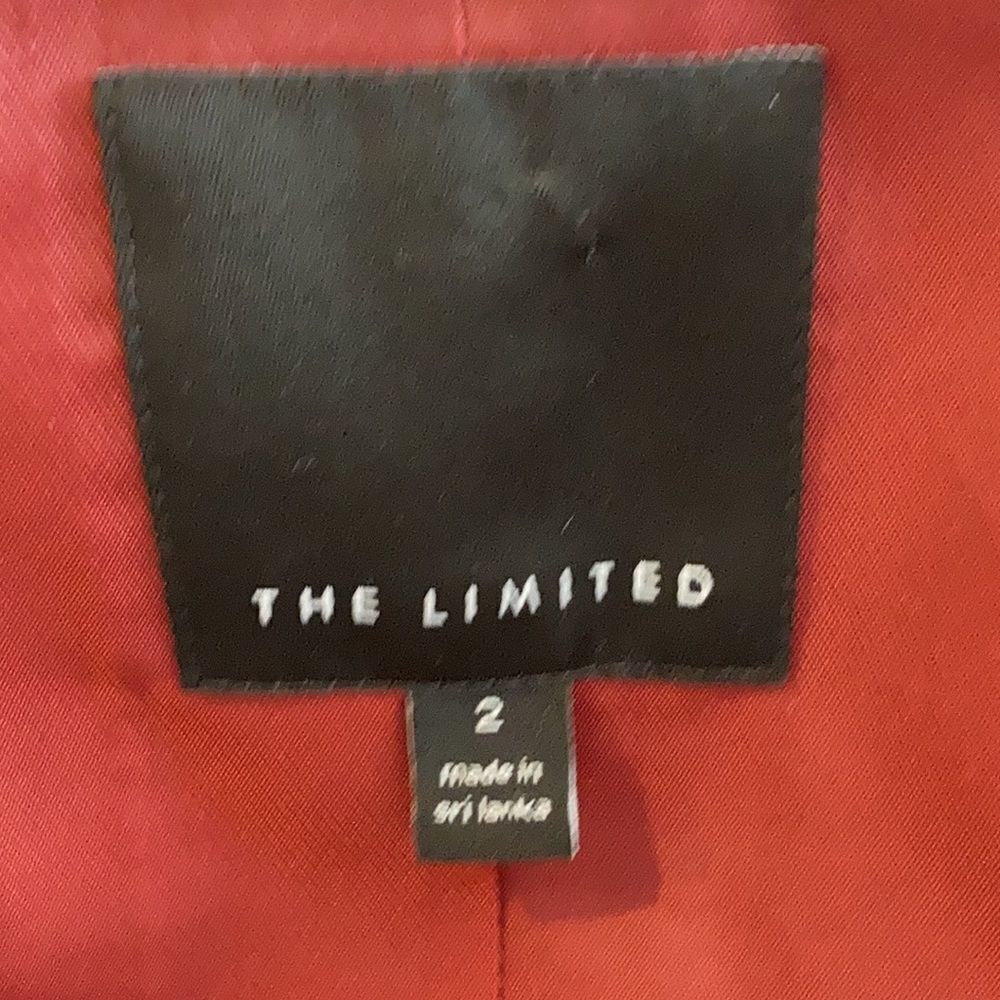 THE LIMITED
2
made in
sri lanka